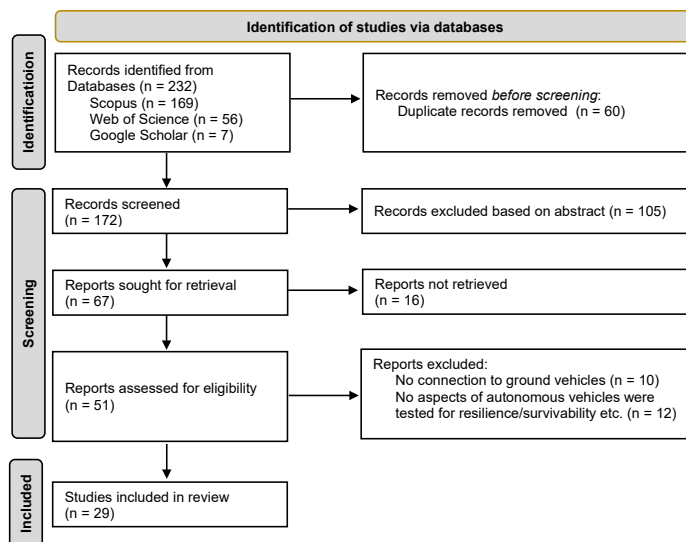 Identification of studies via databases
Identificatioion
Records identified from
Databases (n = 232)
Scopus = 169)
Web of Science = 56)
Google Scholar = 7)
Records removed before screening:
Duplicate records removed (n = 60)
Screening
Records screened
(n = 172)
Records excluded based on abstract (n = 105)
Reports sought for retrieval
(n = 67)
Reports not retrieved
(n = 16)
Reports assessed for eligibility
(n = 51)
Reports excluded:
No connection to ground vehicles (n = 10)
No aspects of autonomous vehicles were
tested for resilience/survivability etc. (n = 12)
Included
Studies included in review
(n = 29)